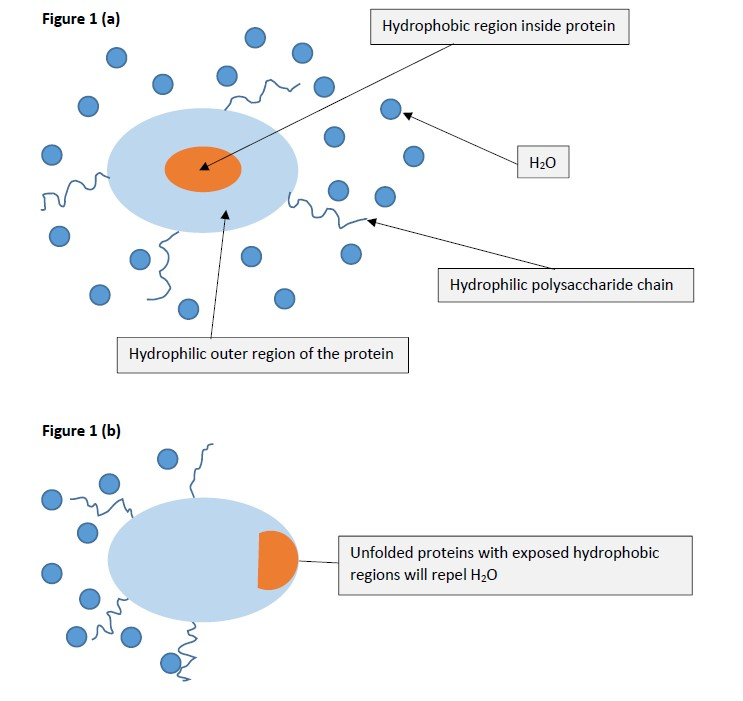 Figure 1 (a)
Hydrophobic region inside protein
H₂O
Hydrophilic polysaccharide chain
Hydrophilic outer region of the protein
Figure 1 (b)
Unfolded proteins with exposed hydrophobic
regions will repel H₂O